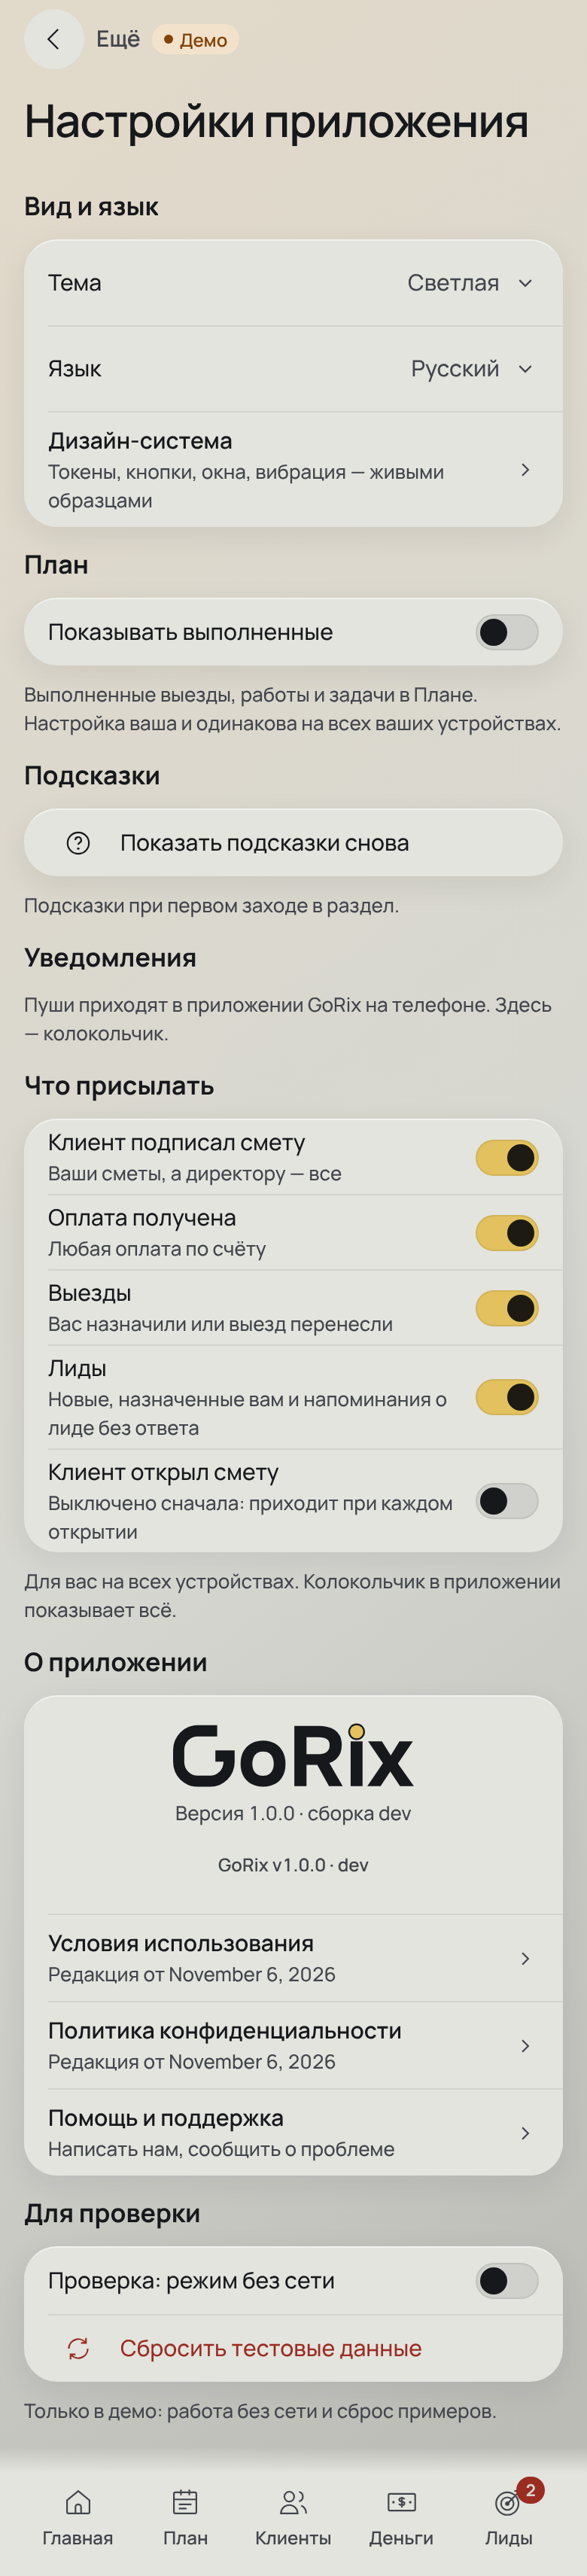 Ещё
Демо
Настройки приложения
Вид и язык
Тема
Светлая
Язык
Русский
Дизайн-система
Токены, кнопки, окна, вибрация — живыми
образцами
План
Показывать выполненные
Выполненные выезды, работы и задачи в Плане.
Настройка ваша и одинакова на всех ваших устройствах.
Подсказки
Показать подсказки снова
Подсказки при первом заходе в раздел.
Уведомления
Пуши приходят в приложении GoRix на телефоне. Здесь
— колокольчик.
Что присылать
Клиент подписал смету
Ваши сметы, а директору — все
Оплата получена
Любая оплата по счёту
Выезды
Вас назначили или выезд перенесли
Лиды
Новые, назначенные вам и напоминания о
лиде без ответа
Клиент открыл смету
Выключено сначала: приходит при каждом
открытии
Для вас на всех устройствах. Колокольчик в приложении
показывает всё.
О приложении
GoRix
Версия 1.0.0 · сборка dev
GoRix v1.0.0 · dev
Условия использования
Редакция от November 6, 2026
Политика конфиденциальности
Редакция от November 6, 2026
Помощь и поддержка
Написать нам, сообщить о проблеме
Для проверки
Проверка: режим без сети
Сбросить тестовые данные
Только в демо: работа без сети и сброс примеров.
2
Главная
План
Клиенты
Деньги
Лиды